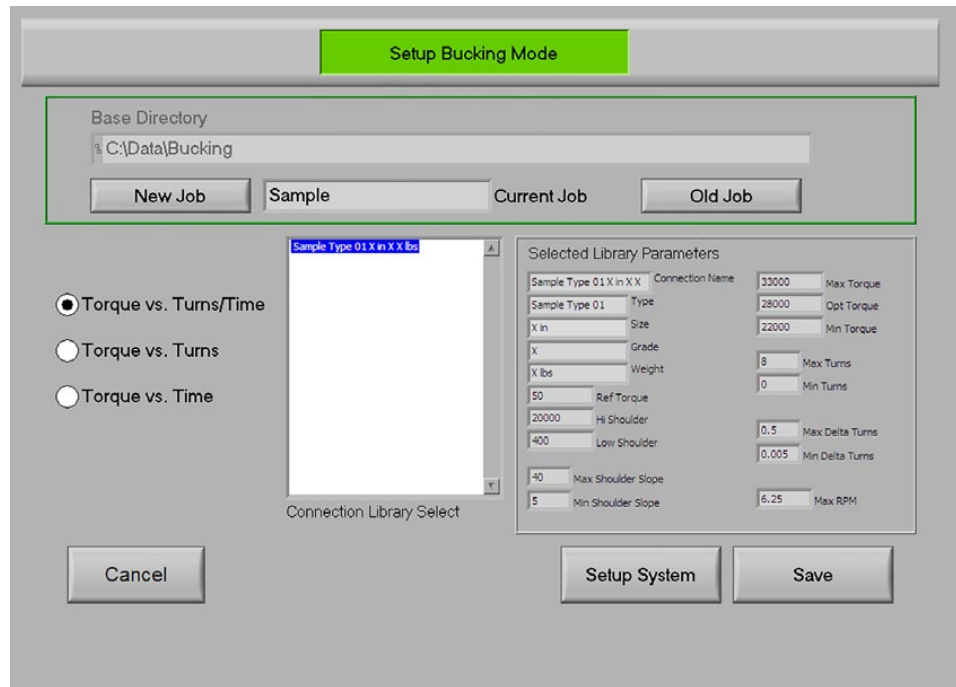 Setup Bucking Mode
Base Directory
C:\Data\Bucking
New Job
Sample
Current Job
Old Job
Torque vs. Turns/Time
Torque vs. Turns
Torque vs. Time
Sample Type 01 X in X X lbs
Connection Library Select
Selected Library Parameters
Sample Type 01 X in X X Connection Name
Sample Type 01 Type
X in Size
X Grade
X lbs Weight
50 Ref Torque
20000 Hi Shoulder
400 Low Shoulder
40 Max Shoulder Slope
5 Min Shoulder Slope
33000 Max Torque
28000 Opt Torque
22000 Min Torque
8 Max Turns
0 Min Turns
0.5 Max Delta Turns
0.005 Min Delta Turns
6.25 Max RPM
Cancel
Setup System
Save